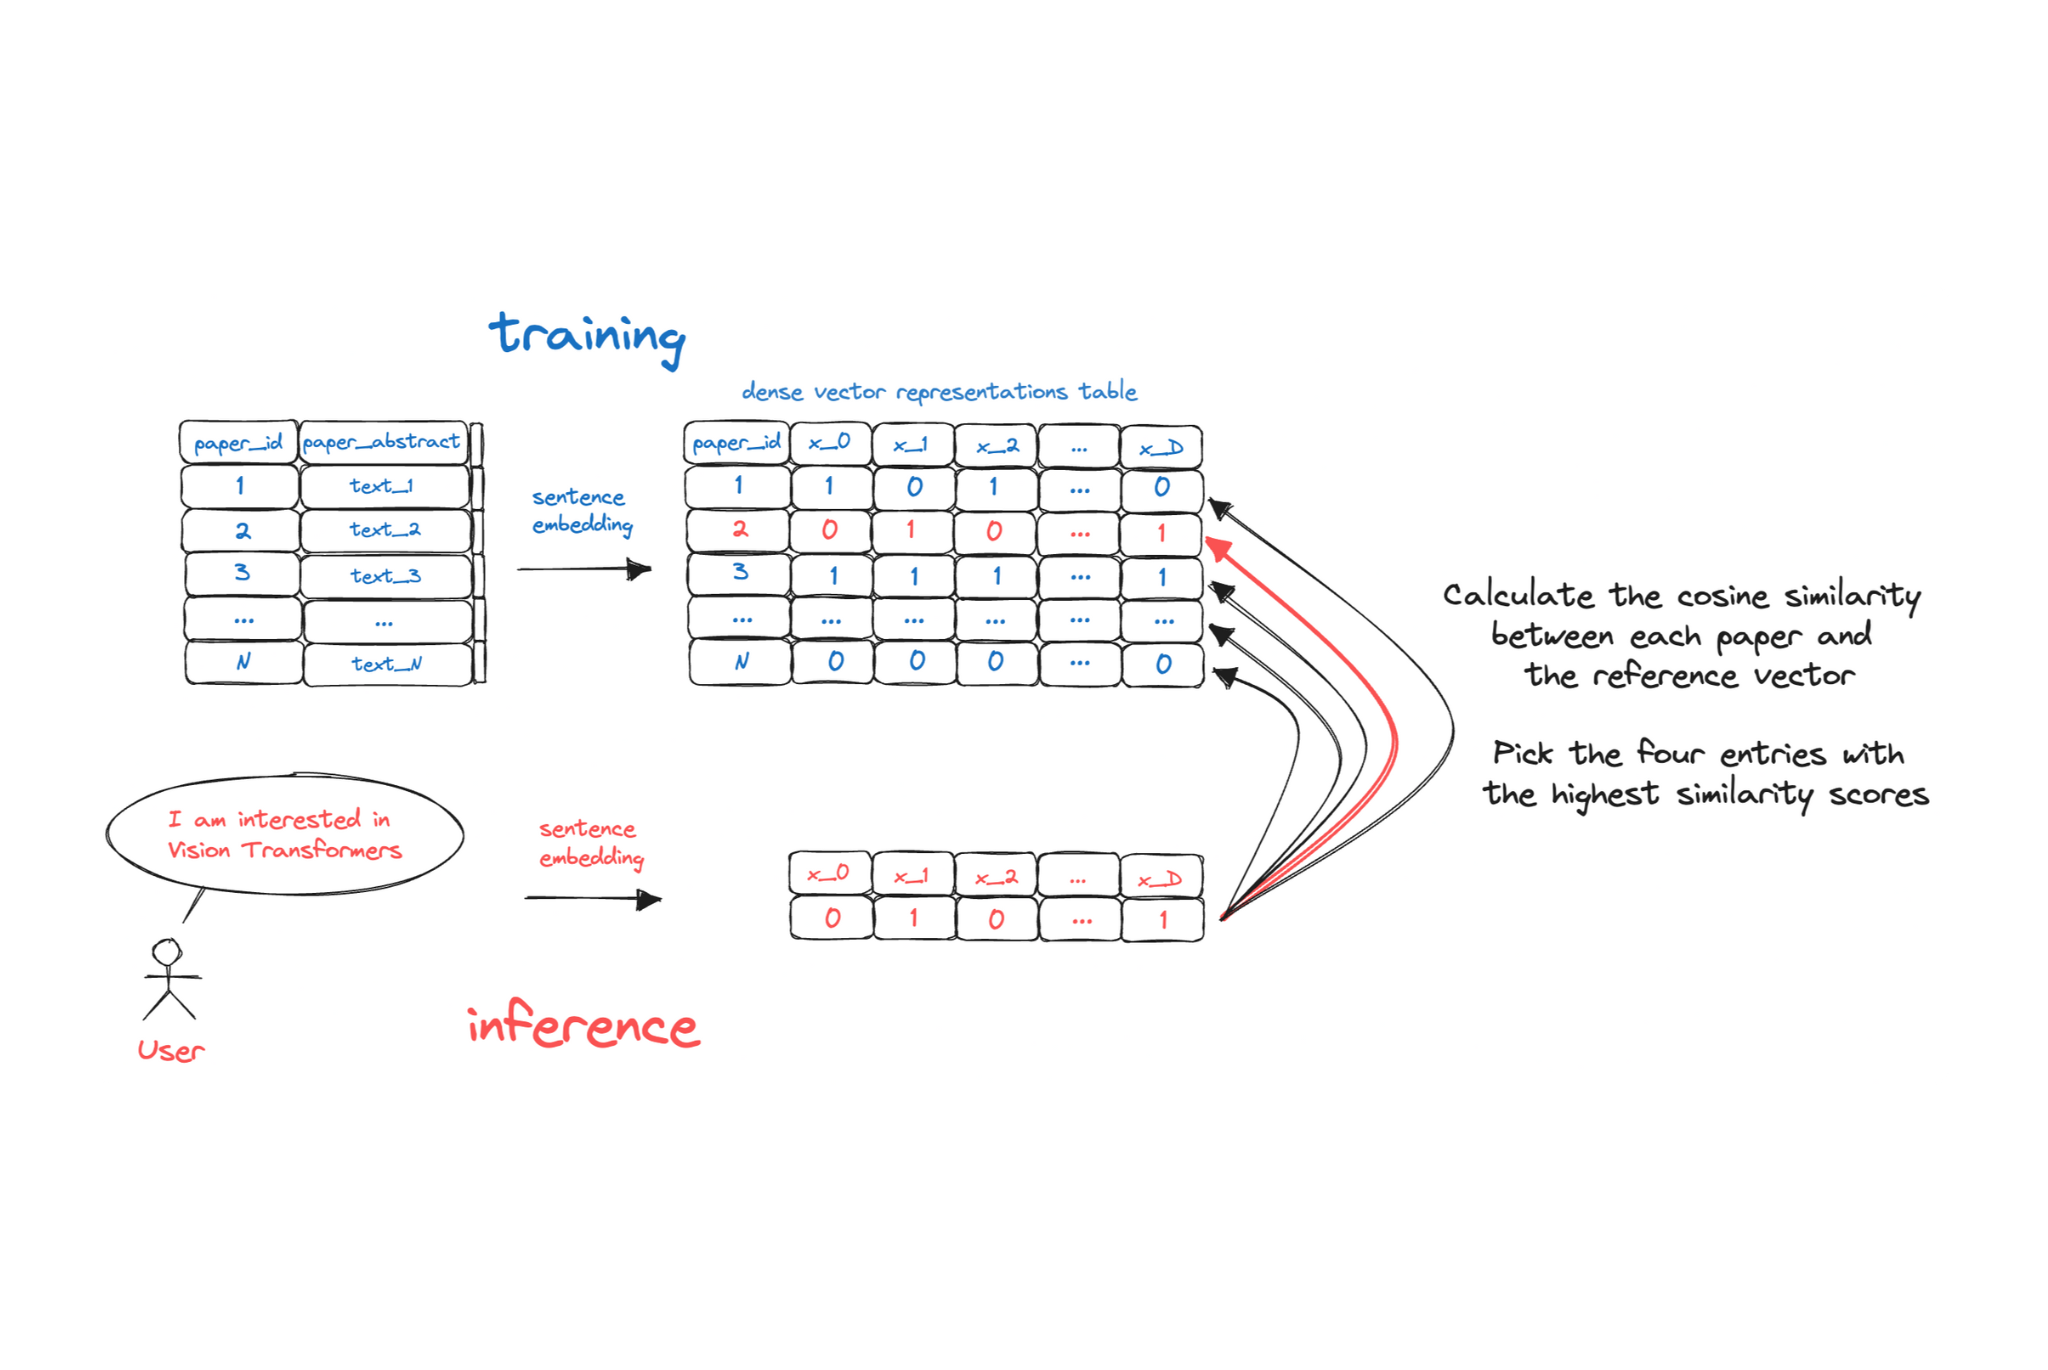 training
dense vector representations table
paper_id paper_abstract
1 text_1
2 text_2
3 text_3
... ...
N text_N
sentence
embedding
paper_id x_0 x_1 x_2 ... x_D
1 1 0 1 ... 0
2 0 1 0 ... 1
3 1 1 1 ... 1
... ... ... ... ... ...
N 0 0 0 ... 0
Calculate the cosine similarity
between each paper and
the reference vector
Pick the four entries with
the highest similarity scores
I am interested in
Vision Transformers
User
sentence
embedding
x_0 x_1 x_2 ... x_D
0 1 0 ... 1
inference